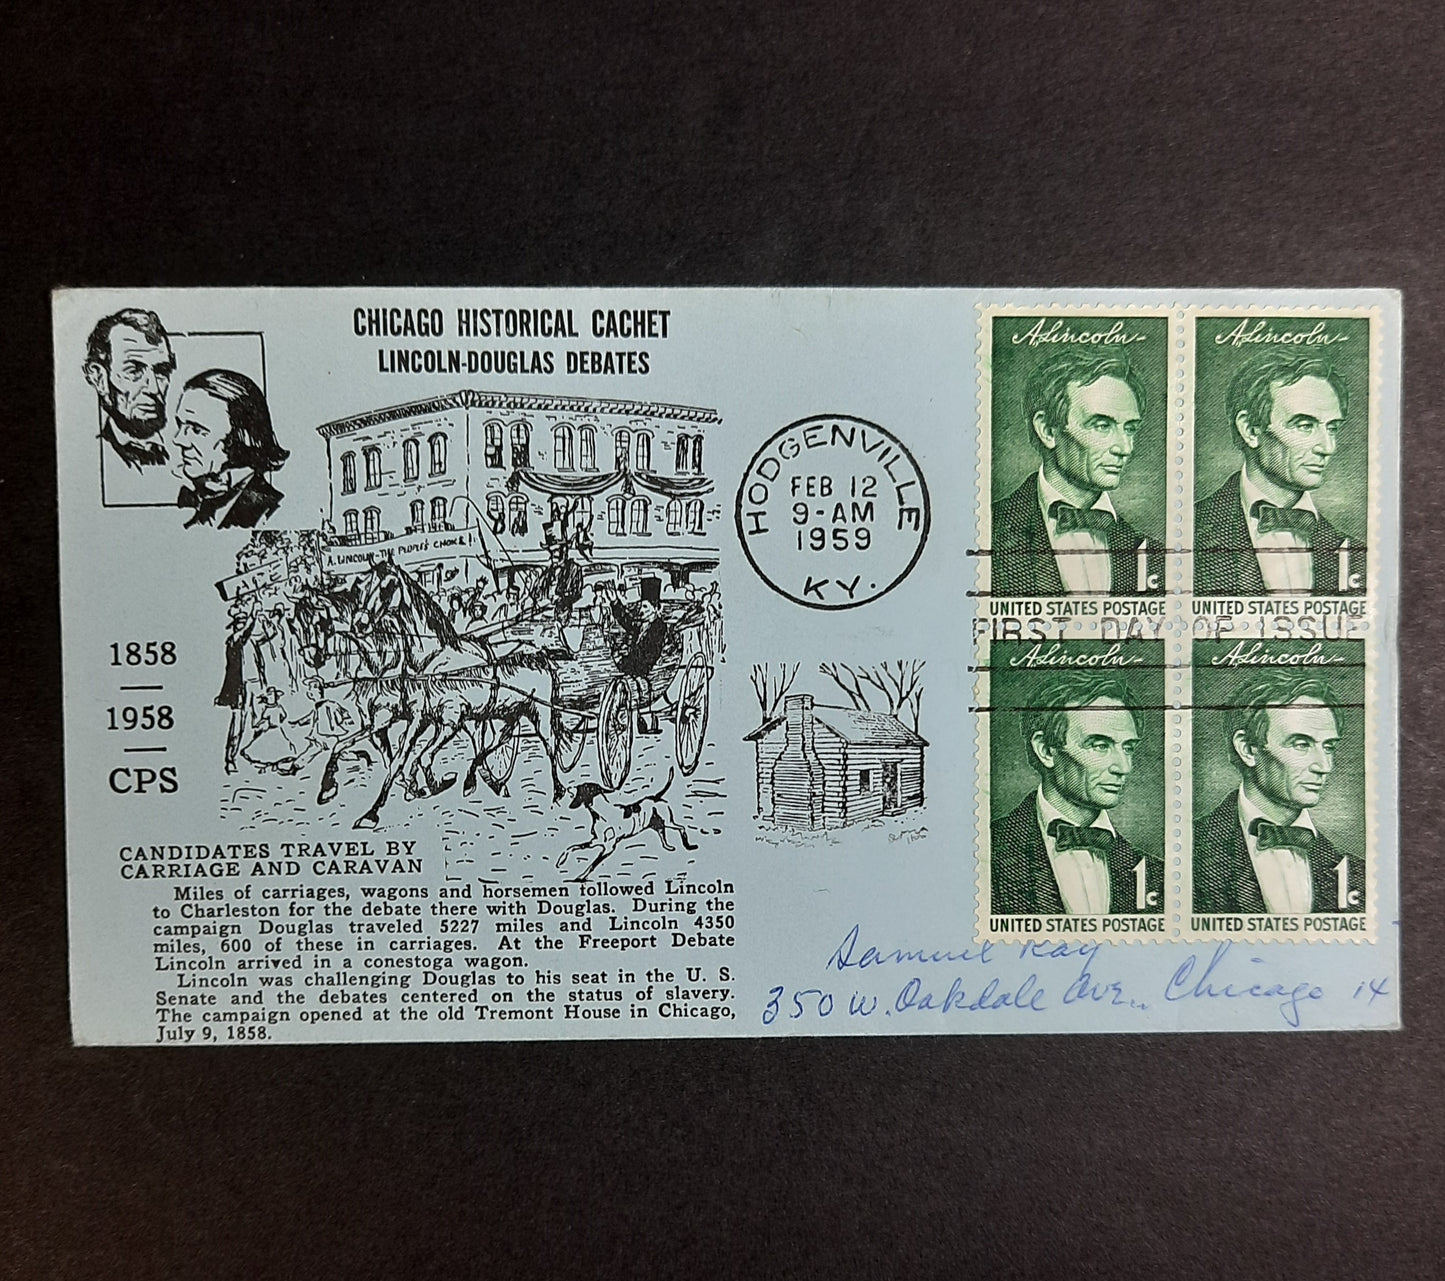 CHICAGO HISTORICAL CACHET
LINCOLN-DOUGLAS DEBATES
A. LINCOLN - THE PEOPLE'S CHOICE!
1858
—
1958
—
CPS
CANDIDATES TRAVEL BY
CARRIAGE AND CARAVAN
Miles of carriages, wagons and horsemen followed Lincoln
to Charleston for the debate there with Douglas. During the
campaign Douglas traveled 5227 miles and Lincoln 4350
miles, 600 of these in carriages. At the Freeport Debate
Lincoln arrived in a conestoga wagon.
Lincoln was challenging Douglas to his seat in the U. S.
Senate and the debates centered on the status of slavery.
The campaign opened at the old Tremont House in Chicago,
July 9, 1858.
HODGENVILLE
FEB 12
9-AM
1959
KY.
A. Lincoln-
1c
UNITED STATES POSTAGE
A. Lincoln-
1c
UNITED STATES POSTAGE
FIRST DAY OF ISSUE
A. Lincoln-
1c
UNITED STATES POSTAGE
A. Lincoln-
1c
UNITED STATES POSTAGE
Samuel Ray
350 W. Oakdale Ave., Chicago 14